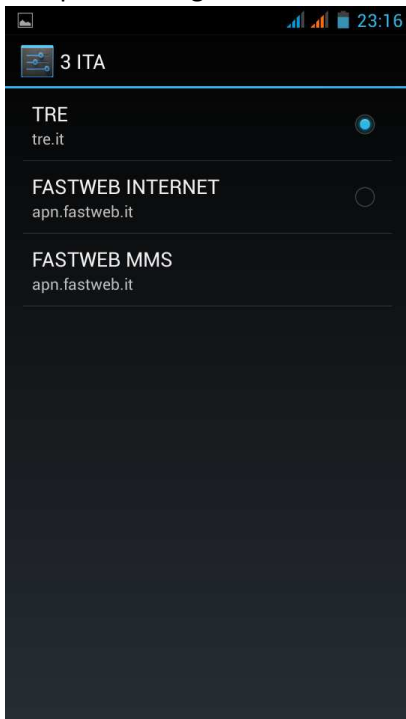 23:16
3 ITA
TRE
tre.it
FASTWEB INTERNET
apn.fastweb.it
FASTWEB MMS
apn.fastweb.it